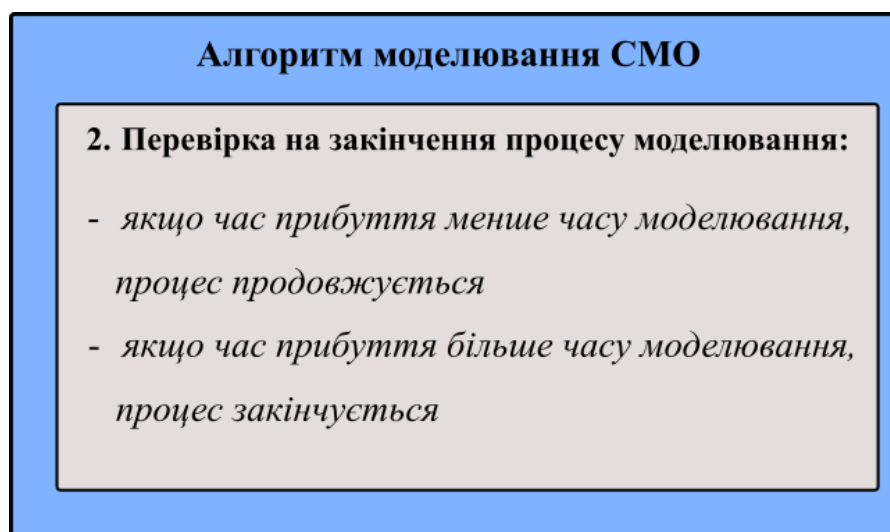 Алгоритм моделювання СМО
2. Перевірка на закінчення процесу моделювання:
- якщо час прибуття менше часу моделювання,
процес продовжується
- якщо час прибуття більше часу моделювання,
процес закінчується